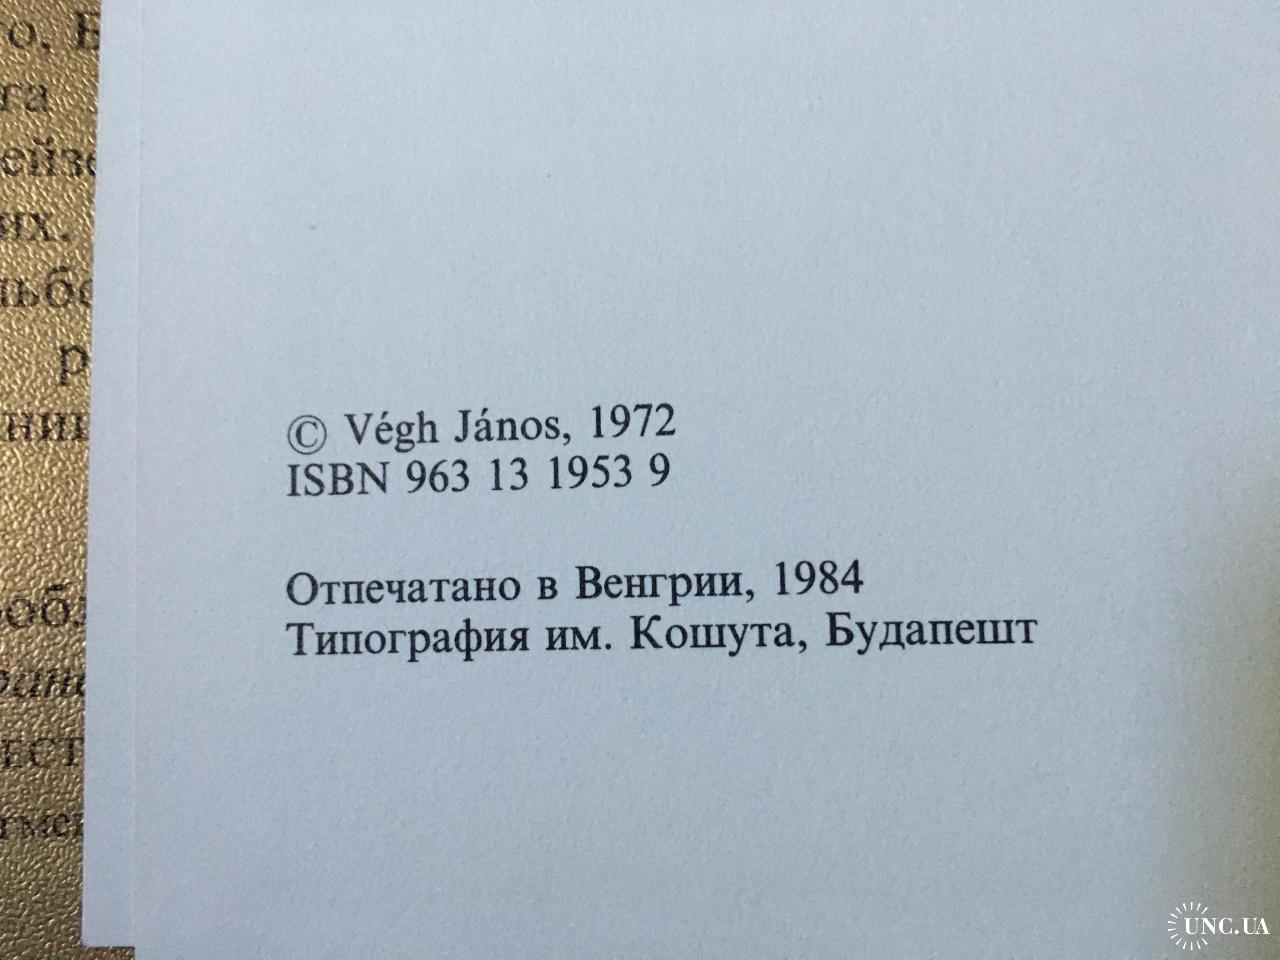 © Végh János, 1972
ISBN 963 13 1953 9
Отпечатано в Венгрии, 1984
Типография им. Кошута, Будапешт
UNC.UA